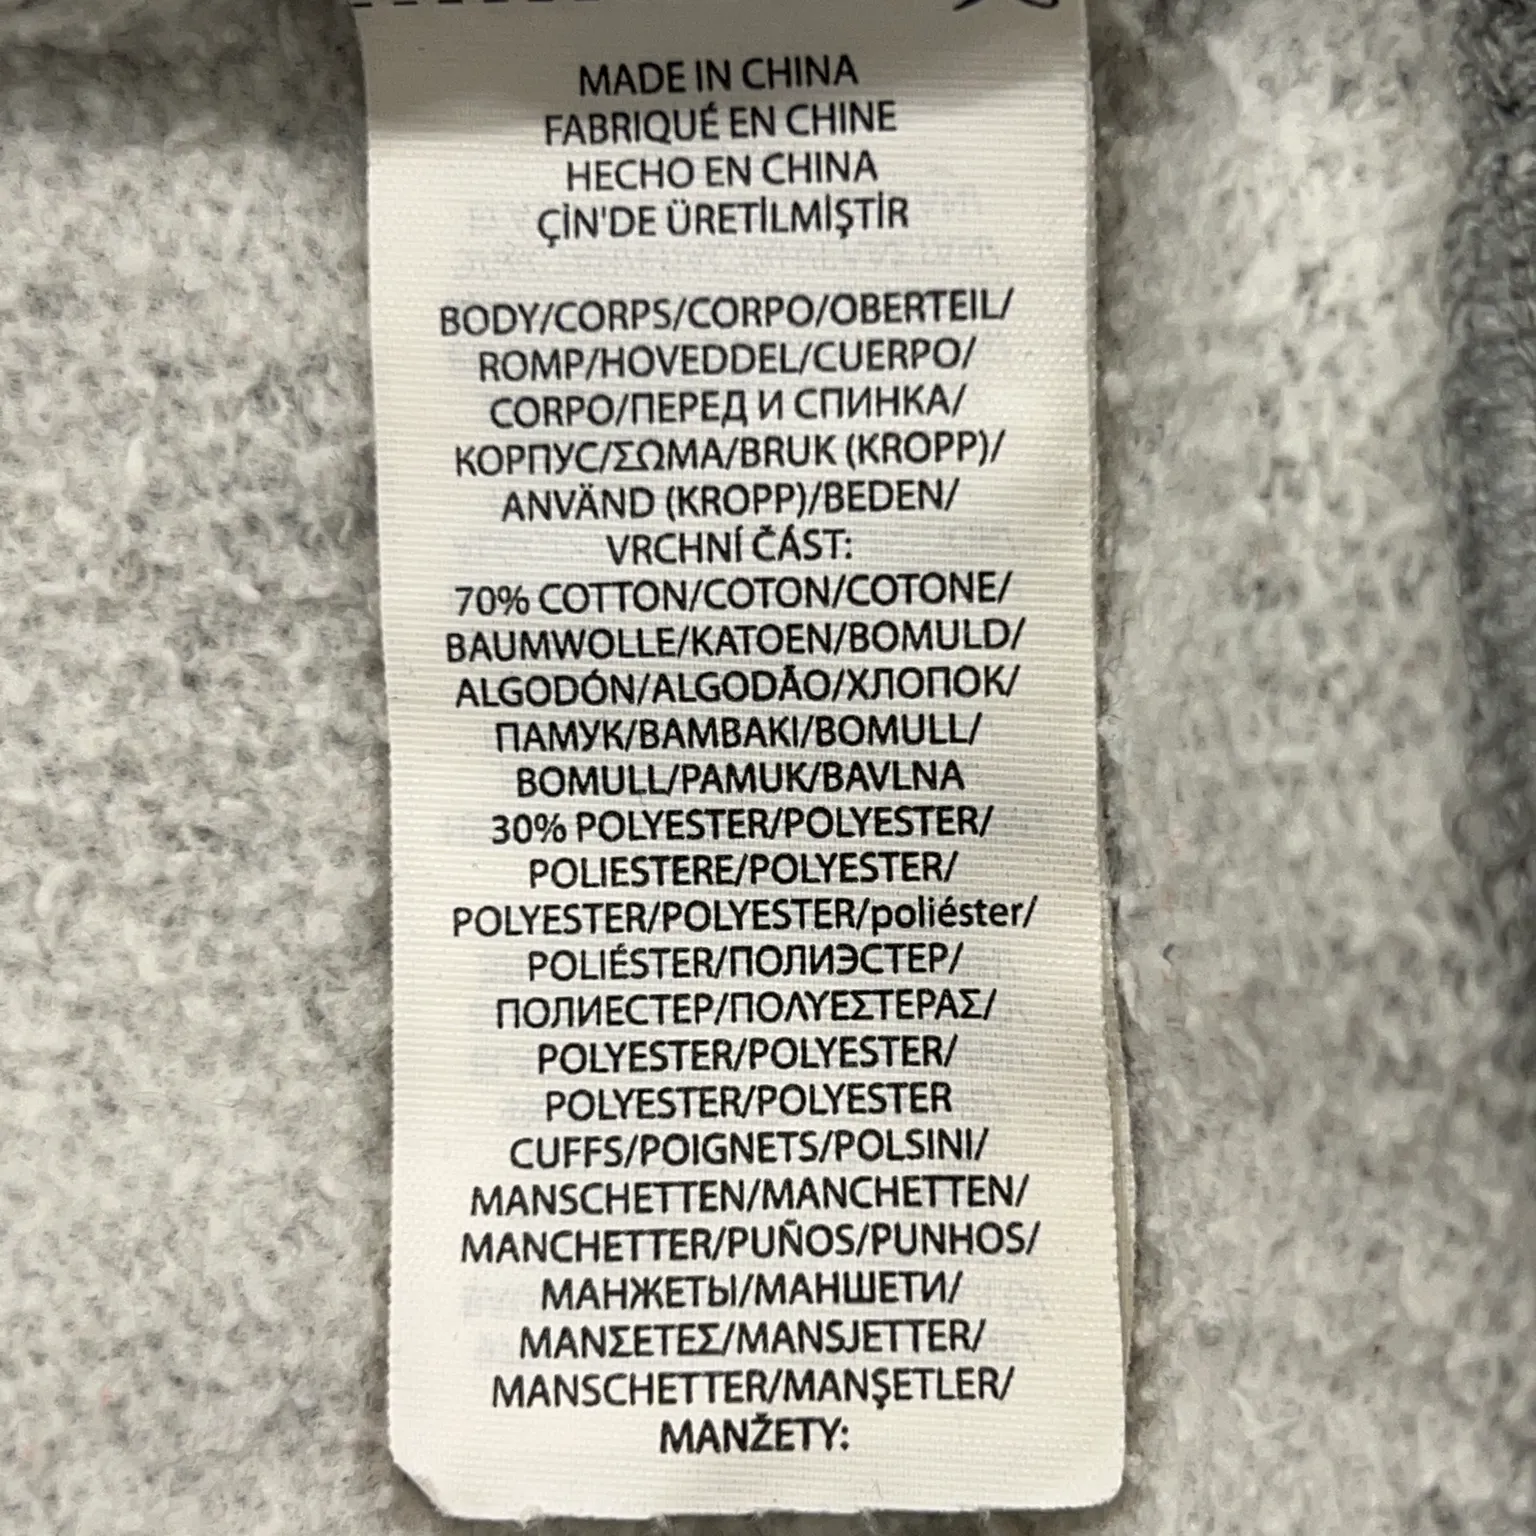 MADE IN CHINA
FABRIQUÉ EN CHINE
HECHO EN CHINA
ÇİN'DE ÜRETİLMİŞTİR
BODY/CORPS/CORPO/OBERTEIL/
ROMP/HOVEDDEL/CUERPO/
CORPO/ПЕРЕД И СПИНКА/
КОРПУС/ΣΩΜΑ/BRUK (KROPP)/
ANVÄND (KROPP)/BEDEN/
VRCHNÍ ČÁST:
70% COTTON/COTON/COTONE/
BAUMWOLLE/KATOEN/BOMULD/
ALGODÓN/ALGODÃO/ХЛОПОК/
ПАМУК/ΒΑΜΒΑΚΙ/BOMULL/
BOMULL/PAMUK/BAVLNA
30% POLYESTER/POLYESTER/
POLIESTERE/POLYESTER/
POLYESTER/POLYESTER/poliéster/
POLIÉSTER/ПОЛИЭСТЕР/
ПОЛИЕСТЕР/ΠΟΛΥΕΣΤΕΡΑΣ/
POLYESTER/POLYESTER/
POLYESTER/POLYESTER
CUFFS/POIGNETS/POLSINI/
MANSCHETTEN/MANCHETTEN/
MANCHETTER/PUÑOS/PUNHOS/
МАНЖЕТЫ/МАНШЕТИ/
ΜΑΝΣΕΤΕΣ/MANSJETTER/
MANSCHETTER/MANŞETLER/
MANŽETY: